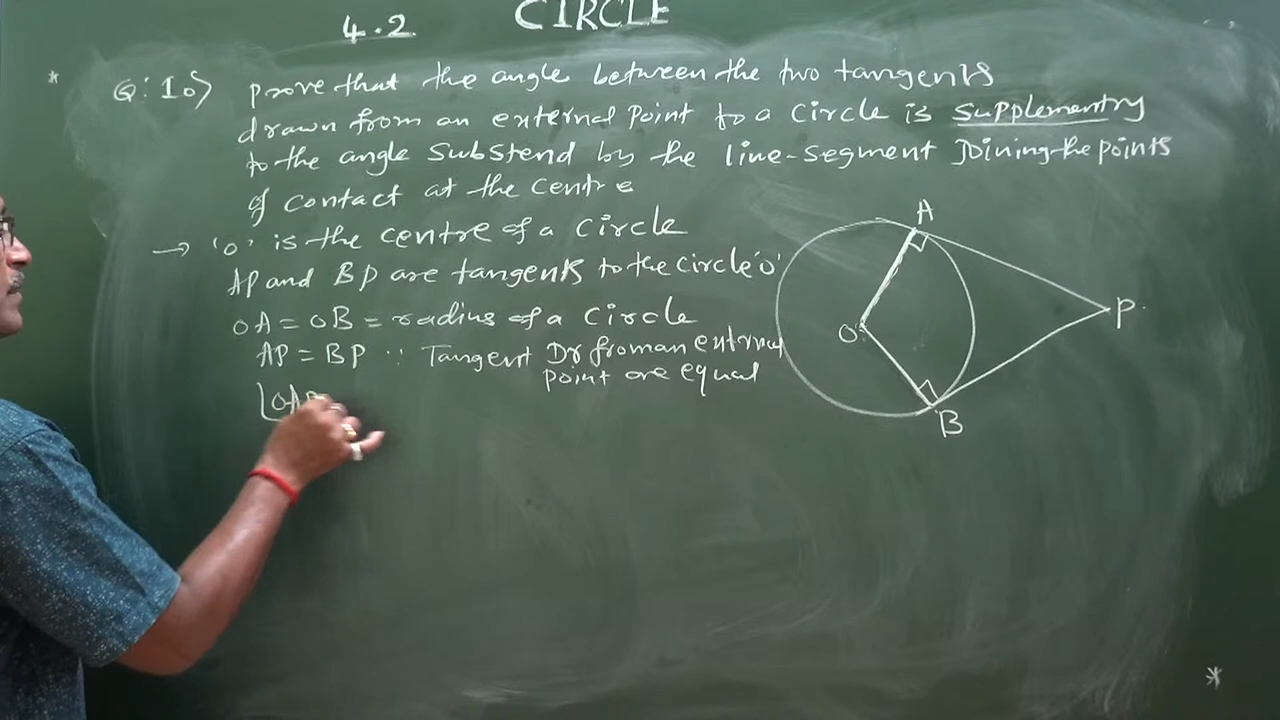 4.2 CIRCLE
* Q:10) prove that the angle between the two tangents
drawn from an external point to a circle is supplementry
to the angle substend by the line-segment Joining the points
of contact at the centre
→ 'O' is the centre of a circle
AP and BP are tangents to the circle 'O'
OA = OB = radius of a circle
AP = BP ∵ Tangent Dr from an external
point are equal
OA
A
O
P
B
*